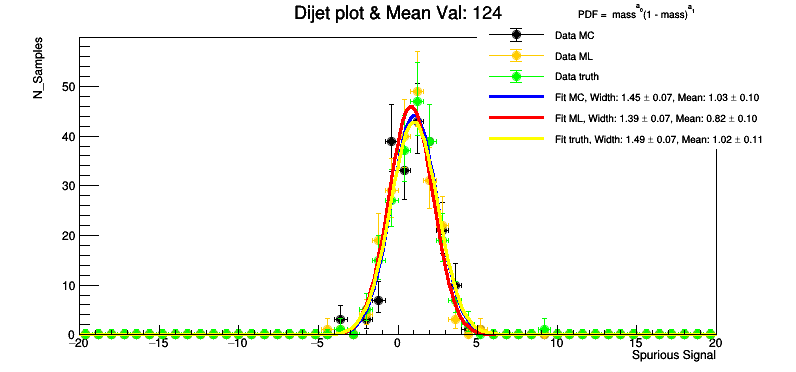 Dijet plot & Mean Val: 124
PDF = mass^a_0(1 - mass)^a_1
Data MC
Data ML
Data truth
Fit MC, Width: 1.45 ± 0.07, Mean: 1.03 ± 0.10
Fit ML, Width: 1.39 ± 0.07, Mean: 0.82 ± 0.10
Fit truth, Width: 1.49 ± 0.07, Mean: 1.02 ± 0.11
N_Samples
50
40
30
20
10
0
−20 −15 −10 −5 0 5 10 15 20
Spurious Signal